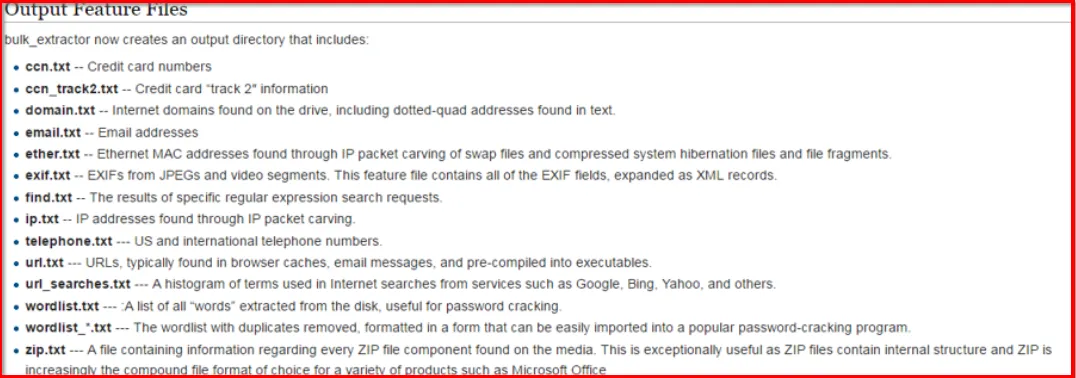 Output Feature Files
bulk_extractor now creates an output directory that includes:
• ccn.txt -- Credit card numbers
• ccn_track2.txt -- Credit card “track 2″ information
• domain.txt -- Internet domains found on the drive, including dotted-quad addresses found in text.
• email.txt -- Email addresses
• ether.txt -- Ethernet MAC addresses found through IP packet carving of swap files and compressed system hibernation files and file fragments.
• exif.txt -- EXIFs from JPEGs and video segments. This feature file contains all of the EXIF fields, expanded as XML records.
• find.txt -- The results of specific regular expression search requests.
• ip.txt -- IP addresses found through IP packet carving.
• telephone.txt --- US and international telephone numbers.
• url.txt --- URLs, typically found in browser caches, email messages, and pre-compiled into executables.
• url_searches.txt --- A histogram of terms used in Internet searches from services such as Google, Bing, Yahoo, and others.
• wordlist.txt --- :A list of all “words” extracted from the disk, useful for password cracking.
• wordlist_*.txt --- The wordlist with duplicates removed, formatted in a form that can be easily imported into a popular password-cracking program.
• zip.txt --- A file containing information regarding every ZIP file component found on the media. This is exceptionally useful as ZIP files contain internal structure and ZIP is
increasingly the compound file format of choice for a variety of products such as Microsoft Office